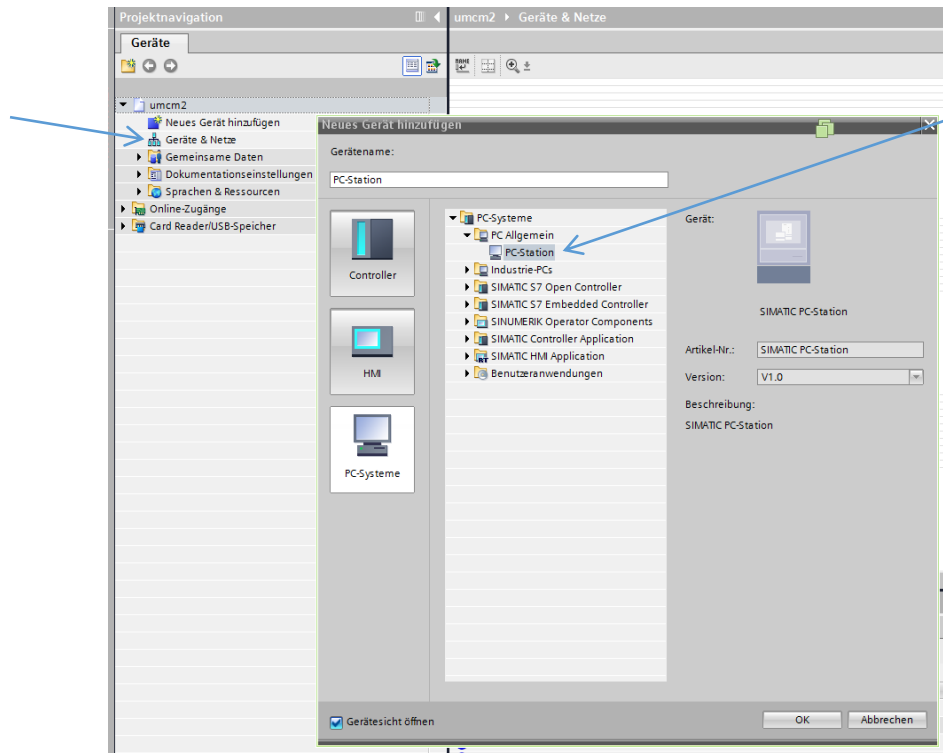 Projektnavigation
umcm2 ▸ Geräte & Netze
Geräte
umcm2
Neues Gerät hinzufügen
Geräte & Netze
Gemeinsame Daten
Dokumentationseinstellungen
Sprachen & Ressourcen
Online-Zugänge
Card Reader/USB-Speicher
Neues Gerät hinzufügen
Gerätename:
PC-Station
Controller
HMI
PC-Systeme
PC-Systeme
PC Allgemein
PC-Station
Industrie-PCs
SIMATIC S7 Open Controller
SIMATIC S7 Embedded Controller
SINUMERIK Operator Components
SIMATIC Controller Application
SIMATIC HMI Application
Benutzeranwendungen
Gerät:
SIMATIC PC-Station
Artikel-Nr.: SIMATIC PC-Station
Version: V1.0
Beschreibung:
SIMATIC PC-Station
Gerätesicht öffnen
OK Abbrechen